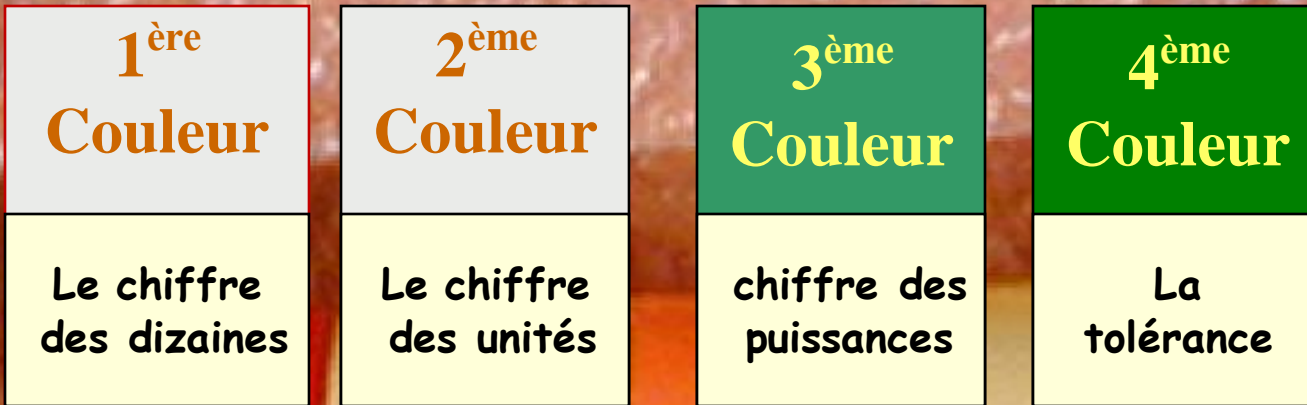 1ère
Couleur
Le chiffre
des dizaines
2ème
Couleur
Le chiffre
des unités
3ème
Couleur
chiffre des
puissances
4ème
Couleur
La
tolérance